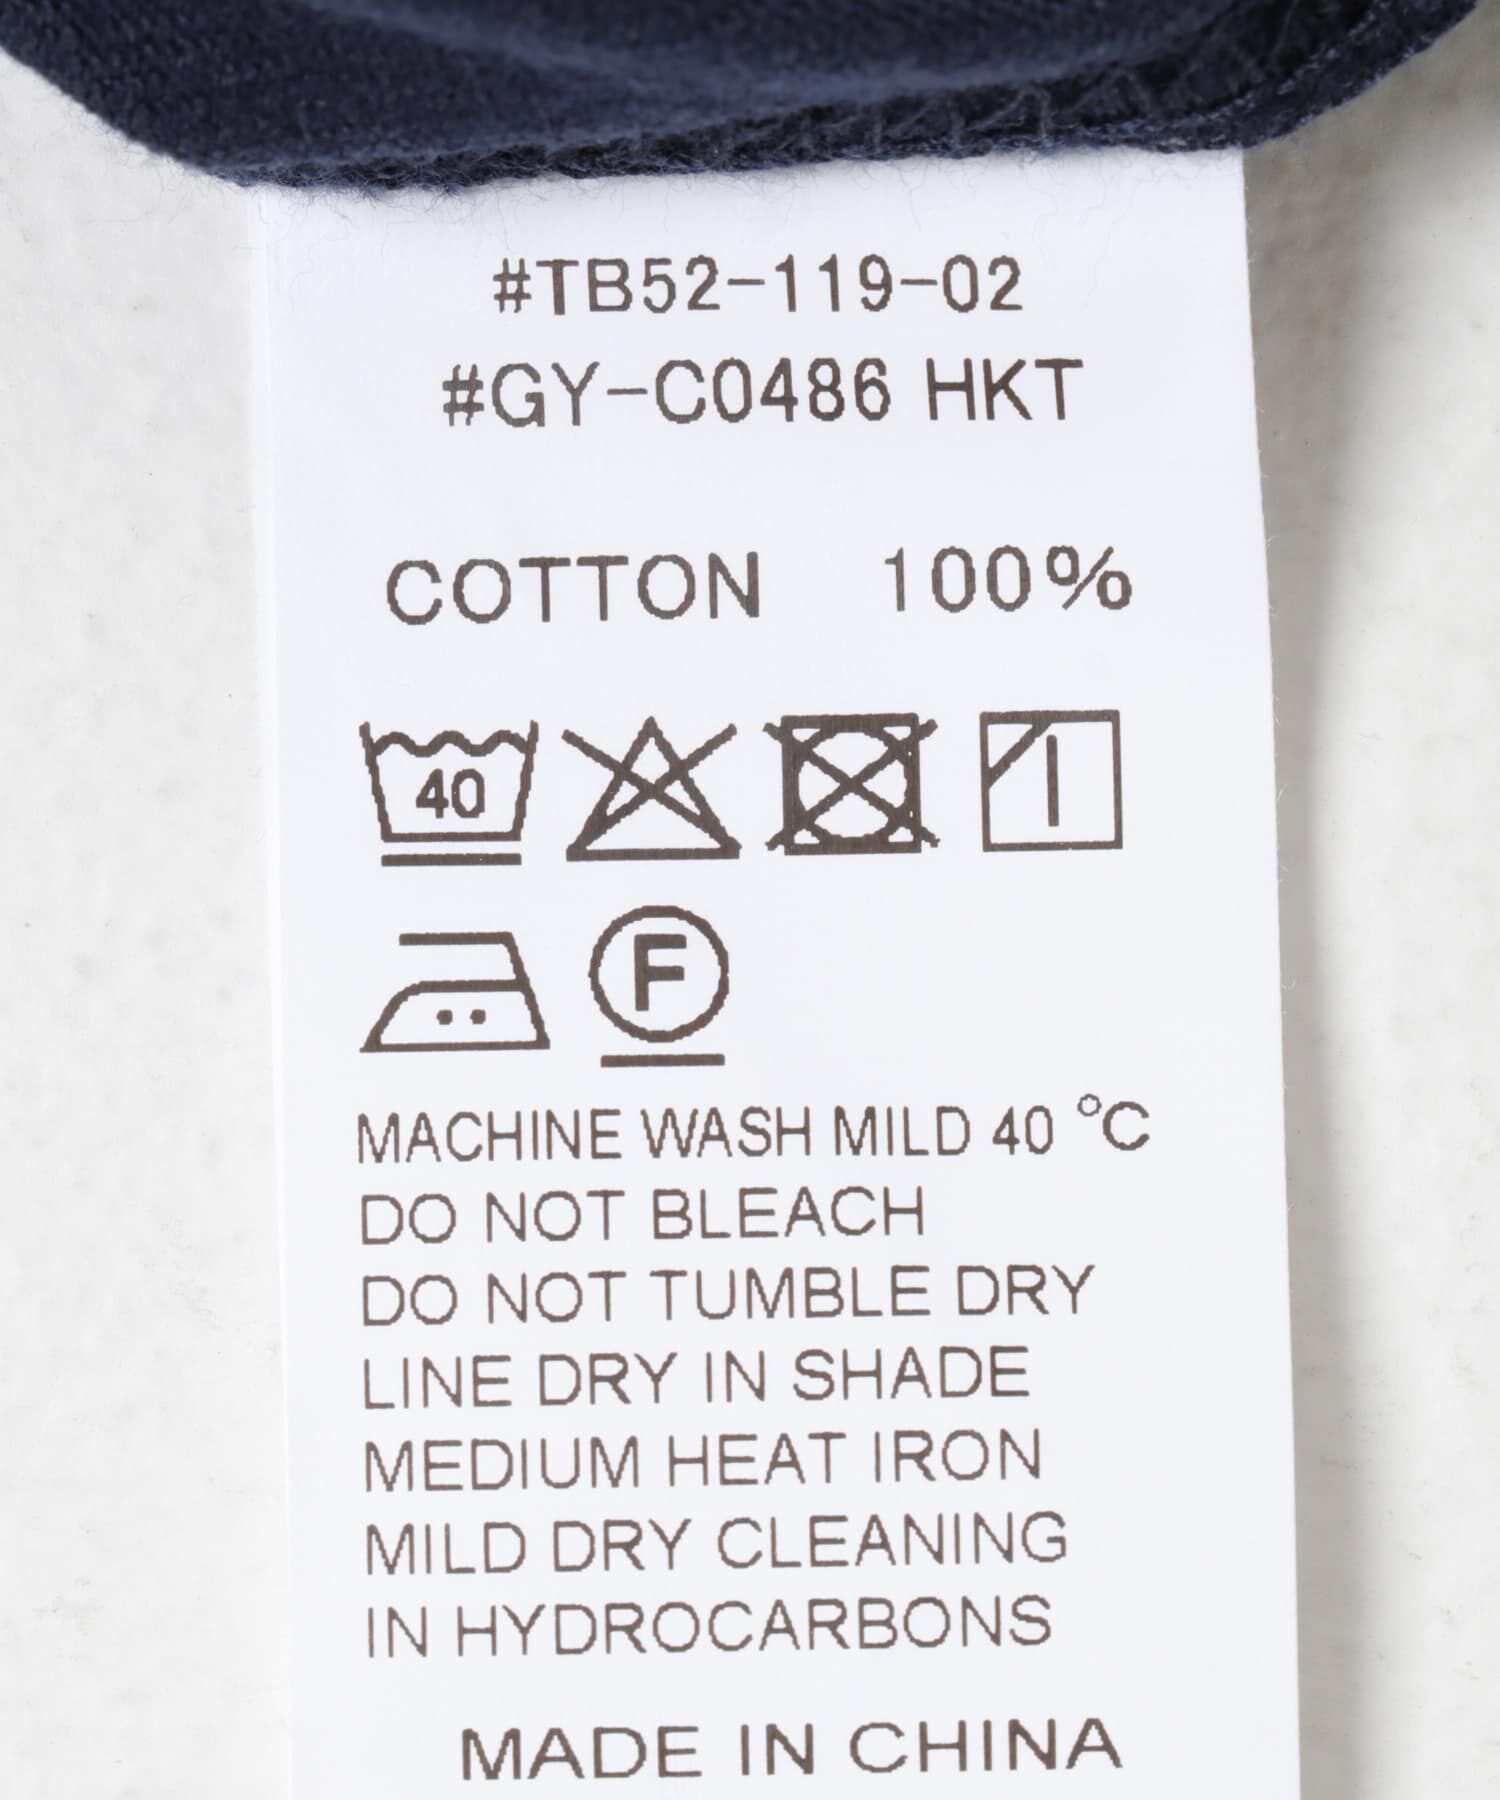 #TB52-119-02
#GY-C0486 HKT
COTTON 100%
40
F
MACHINE WASH MILD 40 °C
DO NOT BLEACH
DO NOT TUMBLE DRY
LINE DRY IN SHADE
MEDIUM HEAT IRON
MILD DRY CLEANING
IN HYDROCARBONS
MADE IN CHINA